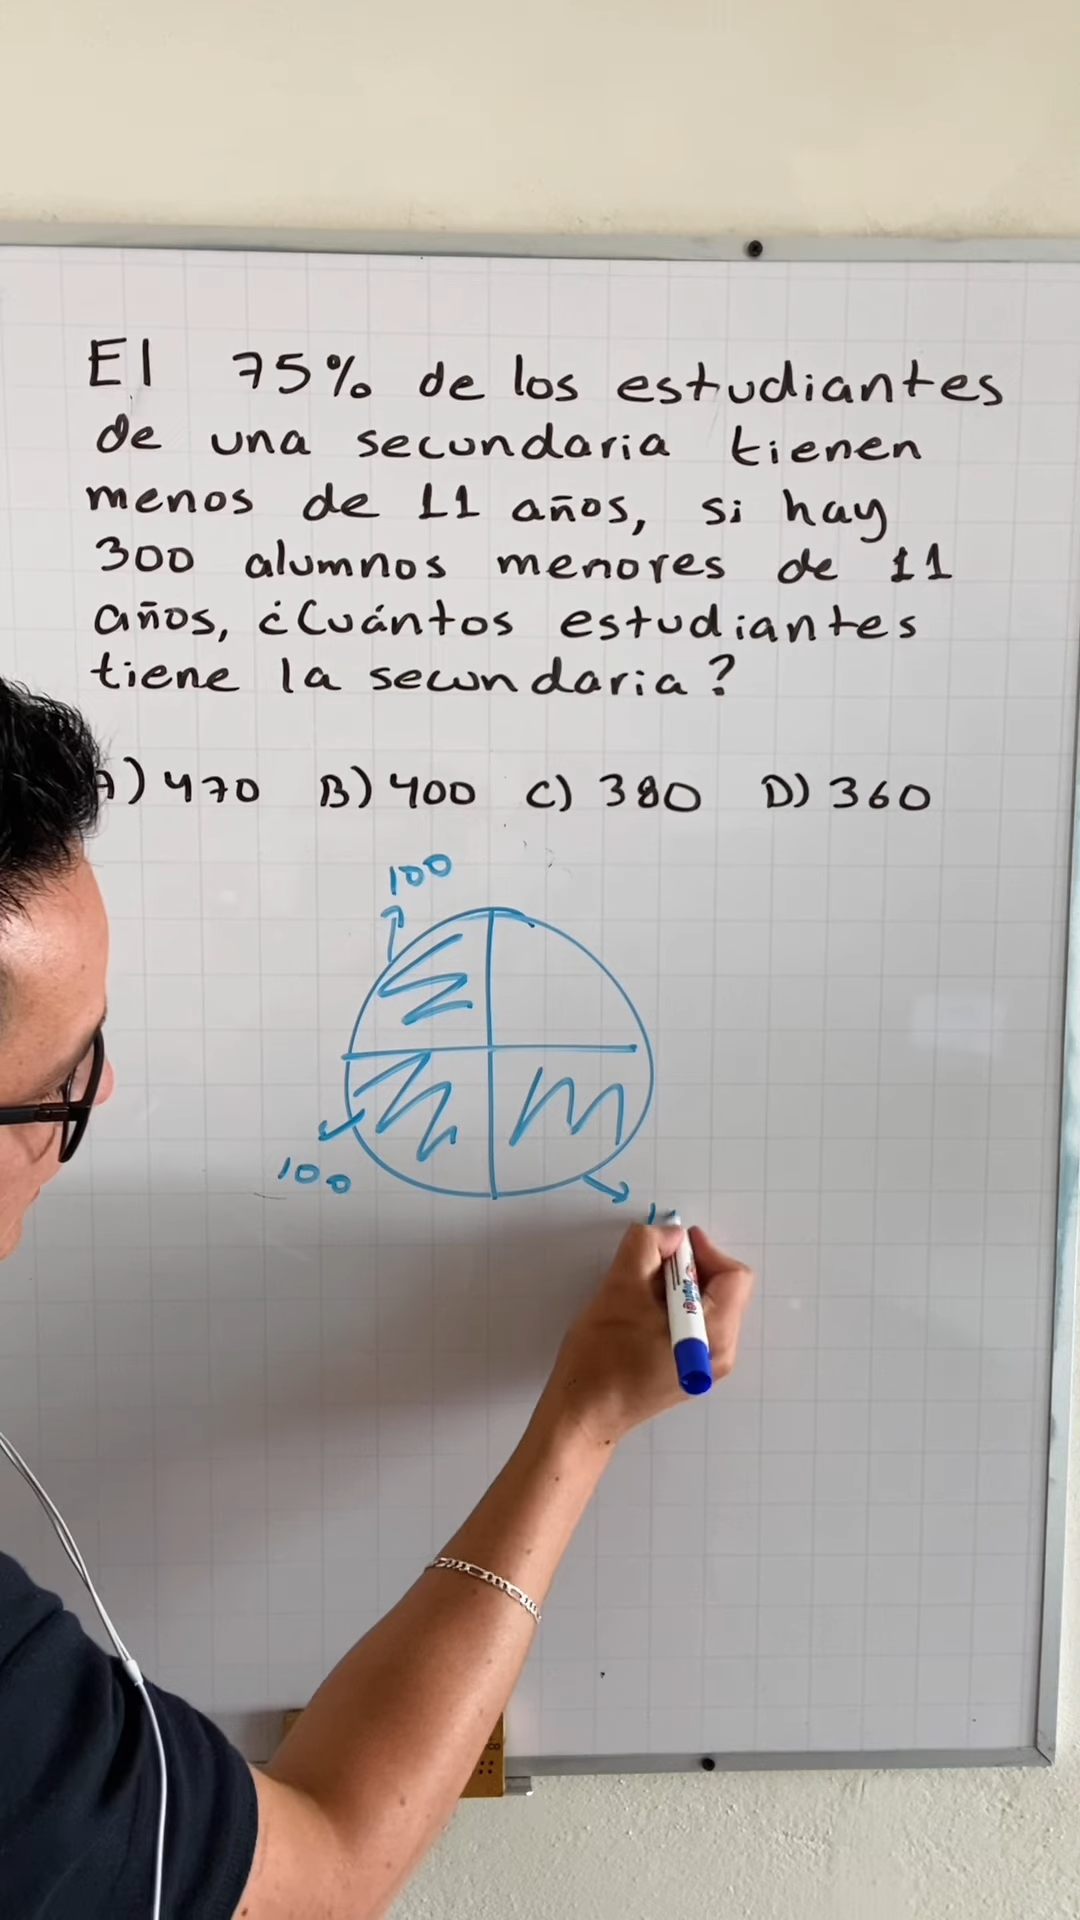 El 75% de los estudiantes
de una secundaria tienen
menos de 11 años, si hay
300 alumnos menores de 11
años, ¿Cuántos estudiantes
tiene la secundaria?
A) 470 B) 400 C) 380 D) 360
100
100